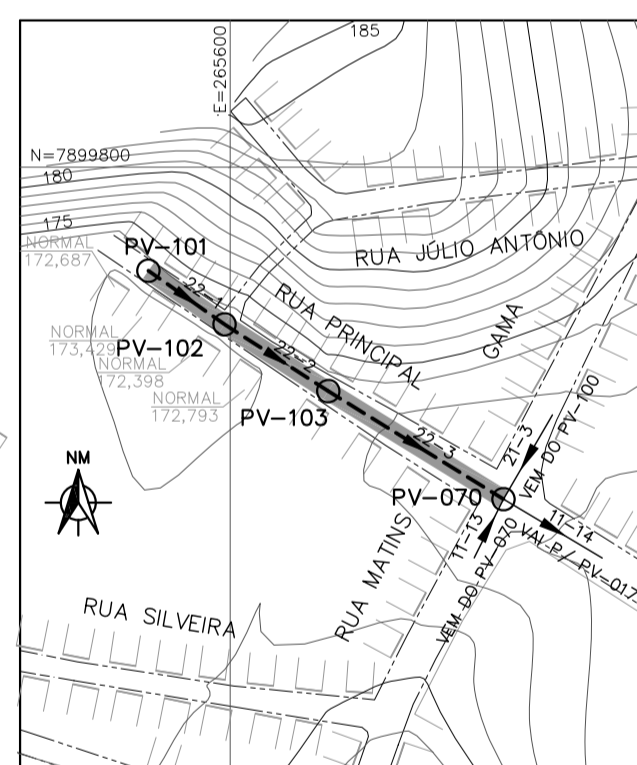 185
E=265600
N=7899800
180
175
NORMAL
172,687
PV-101
RUA JÚLIO ANTÔNIO
22-1
RUA PRINCIPAL
GAMA
NORMAL
173,429
PV-102
22-2
NORMAL
172,398
NORMAL
172,793
PV-103
22-3
21-3
VEM DO PV-100
NM
PV-070
11-13
11-14
VAI P/ PV-017
VEM DO PV-070
RUA MATINS
RUA SILVEIRA